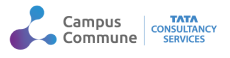 Campus
Commune
TATA
CONSULTANCY
SERVICES